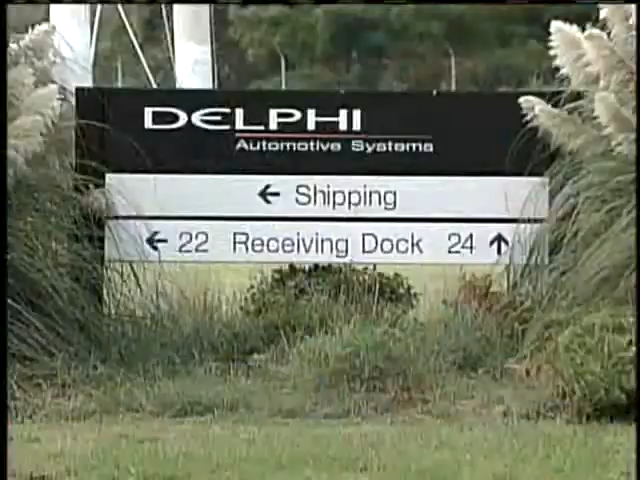 DELPHI
Automotive Systems
← Shipping
← 22 Receiving Dock 24 ↑